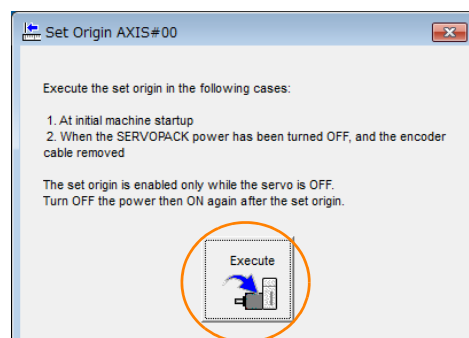 Set Origin AXIS#00
Execute the set origin in the following cases:
1. At initial machine startup
2. When the SERVOPACK power has been turned OFF, and the encoder
cable removed
The set origin is enabled only while the servo is OFF.
Turn OFF the power then ON again after the set origin.
Execute